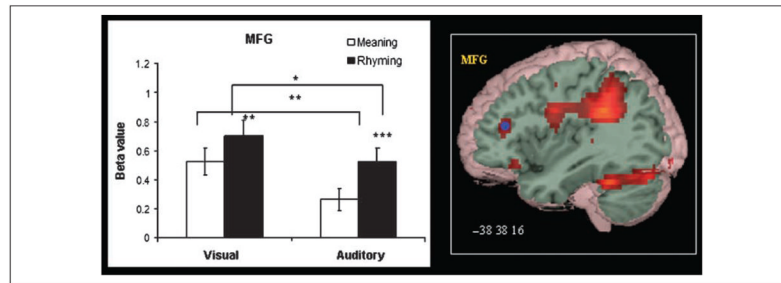 MFG
Meaning
Rhyming
1.2
1
0.8
0.6
0.4
0.2
0
Beta value
*
**
**
***
Visual
Auditory
MFG
−38 38 16